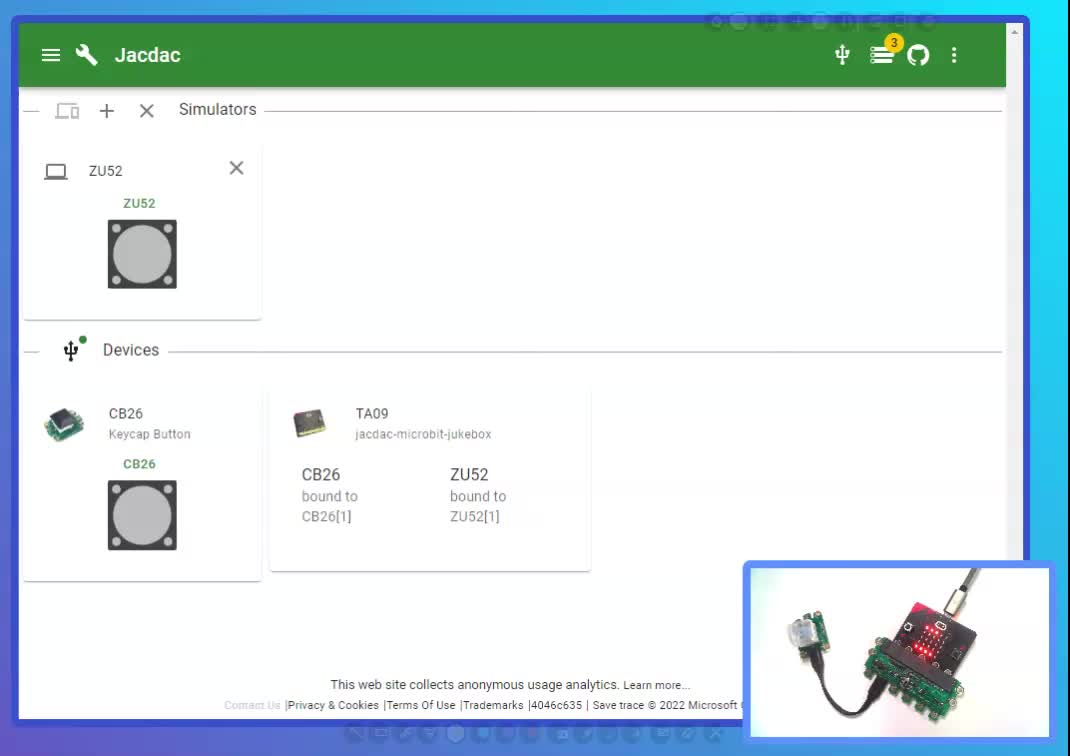 Jacdac
3
Simulators
ZU52
ZU52
Devices
CB26
Keycap Button
CB26
TA09
jacdac-microbit-jukebox
CB26
bound to
CB26[1]
ZU52
bound to
ZU52[1]
This web site collects anonymous usage analytics. Learn more...
Contact Us |Privacy & Cookies |Terms Of Use |Trademarks |4046c635 | Save trace © 2022 Microsoft